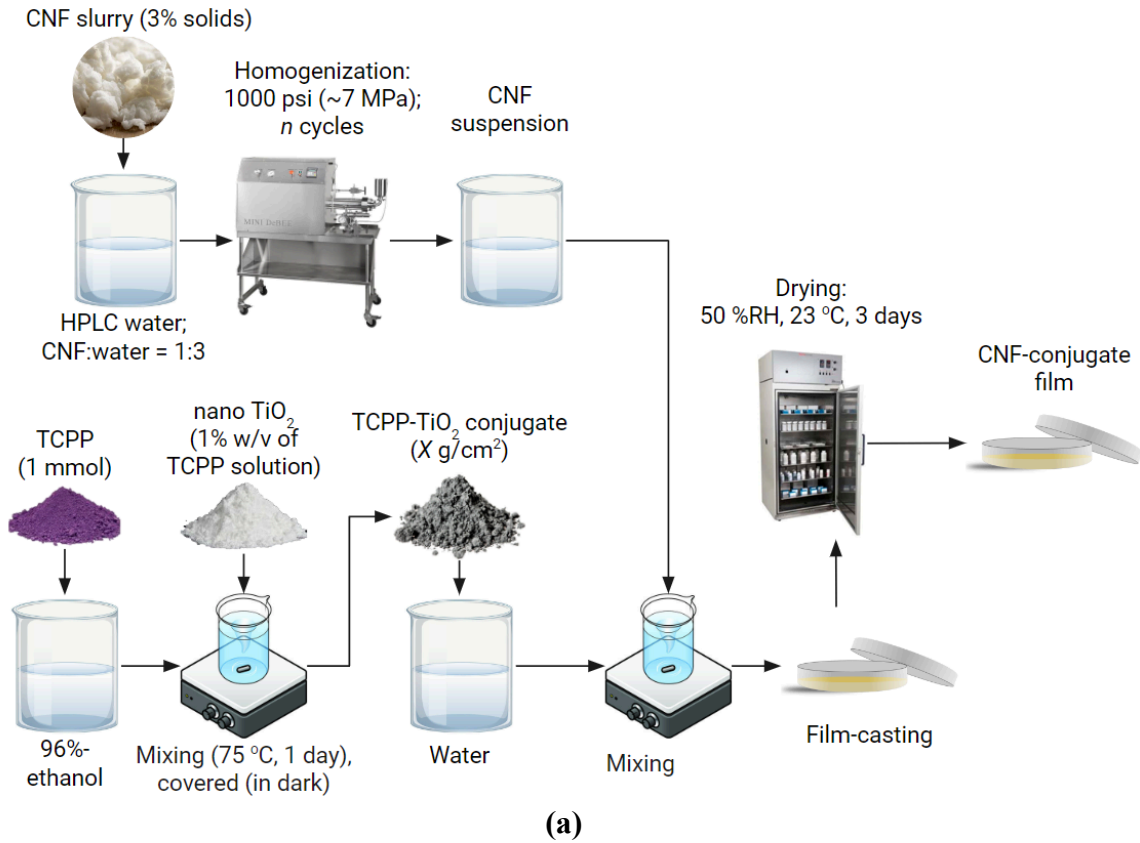 CNF slurry (3% solids)
Homogenization:
1000 psi (~7 MPa);
n cycles
CNF
suspension
MINI DeBEE
HPLC water;
CNF:water = 1:3
Drying:
50 %RH, 23 °C, 3 days
CNF-conjugate
film
TCPP
(1 mmol)
nano TiO₂
(1% w/v of
TCPP solution)
TCPP-TiO₂ conjugate
(X g/cm²)
96%-
ethanol
Mixing (75 °C, 1 day),
covered (in dark)
Water
Mixing
Film-casting
(a)